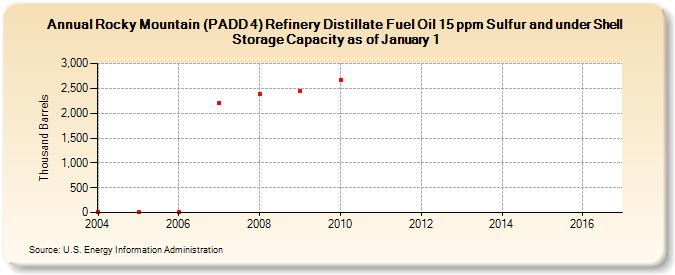 Annual Rocky Mountain (PADD 4) Refinery Distillate Fuel Oil 15 ppm Sulfur and under Shell
Storage Capacity as of January 1
Thousand Barrels
3,000
2,500
2,000
1,500
1,000
500
0
2004 2006 2008 2010 2012 2014 2016
Source: U.S. Energy Information Administration